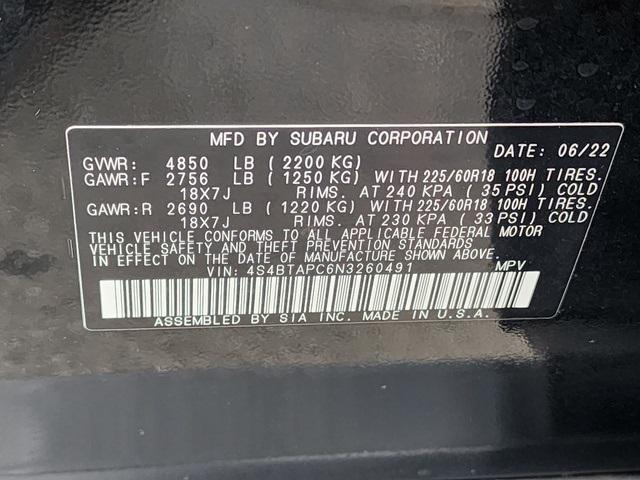 MFD BY SUBARU CORPORATION
DATE: 06/22
GVWR: 4850 LB (2200 KG)
GAWR:F 2756 LB (1250 KG) WITH 225/60R18 100H TIRES.
18X7J RIMS. AT 240 KPA (35 PSI) COLD
GAWR:R 2690 LB (1220 KG) WITH 225/60R18 100H TIRES.
18X7J RIMS. AT 230 KPA (33 PSI) COLD
THIS VEHICLE CONFORMS TO ALL APPLICABLE FEDERAL MOTOR
VEHICLE SAFETY AND THEFT PREVENTION STANDARDS
IN EFFECT ON THE DATE OF MANUFACTURE SHOWN ABOVE.
VIN: 4S4BTAPC6N3260491 MPV
ASSEMBLED BY SIA INC. MADE IN U.S.A.